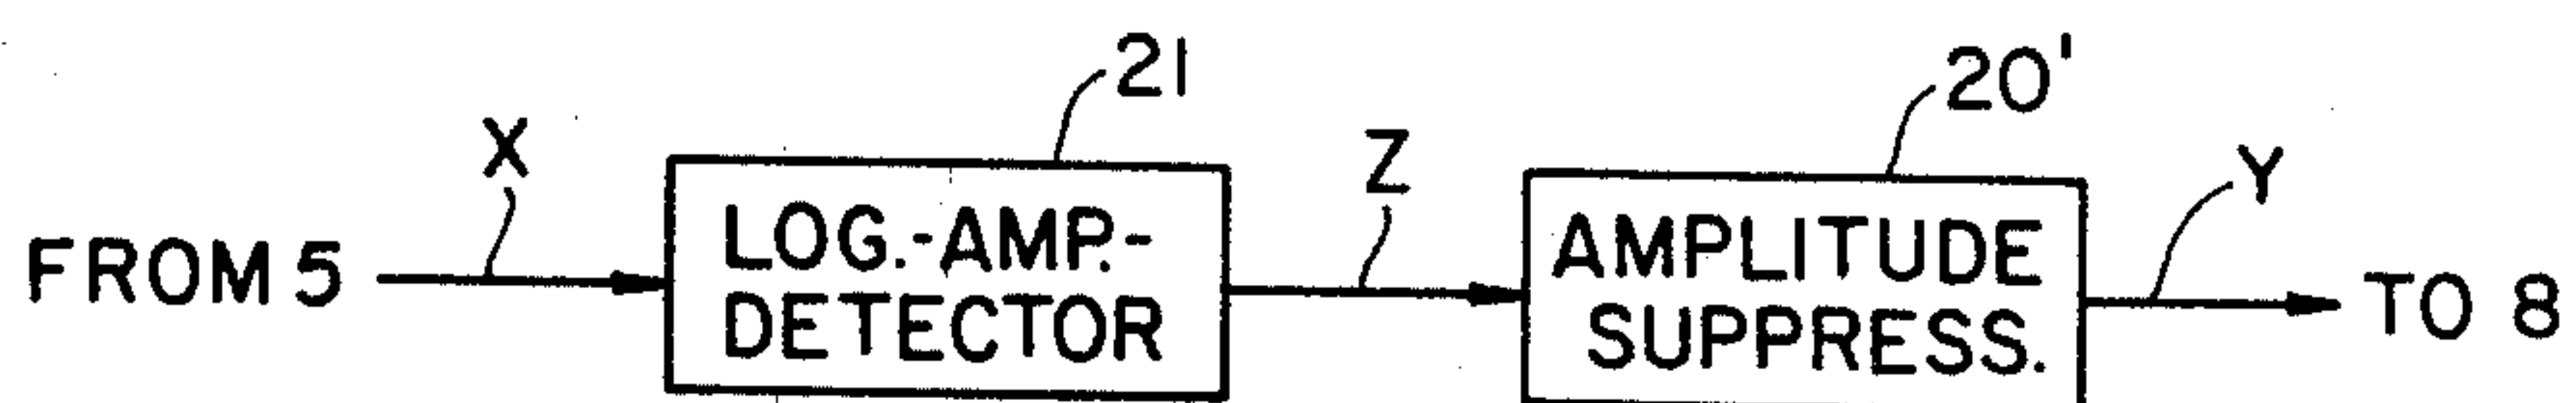 21
20'
X
Z
Y
FROM 5
LOG.-AMP.-
DETECTOR
AMPLITUDE
SUPPRESS.
TO 8